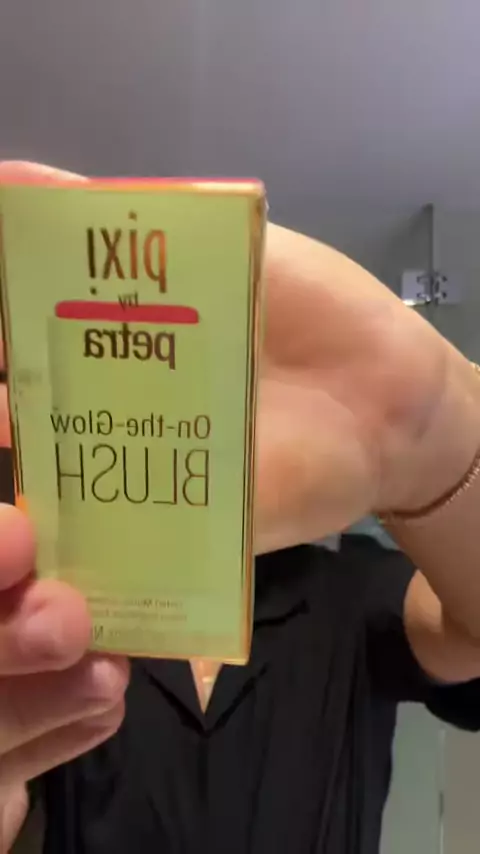 pixi
by
petra
On-the-Glow
BLUSH